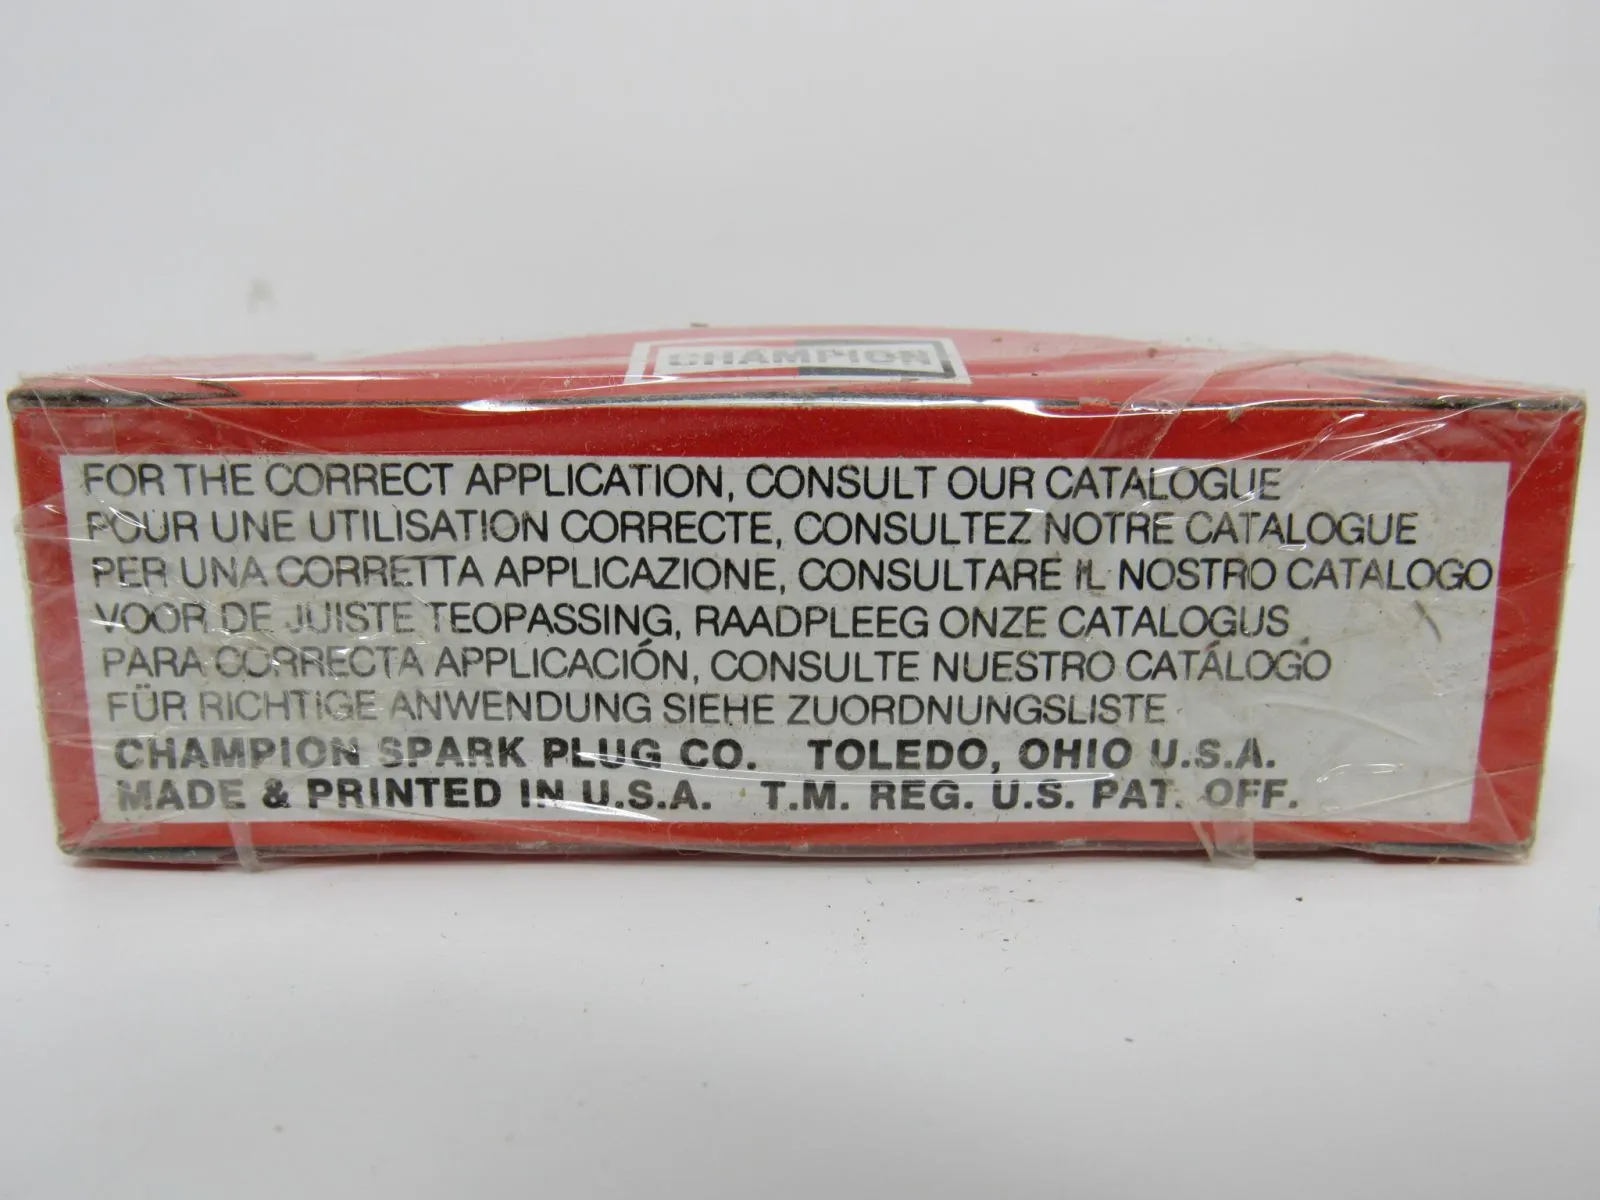 CHAMPION
FOR THE CORRECT APPLICATION, CONSULT OUR CATALOGUE
POUR UNE UTILISATION CORRECTE, CONSULTEZ NOTRE CATALOGUE
PER UNA CORRETTA APPLICAZIONE, CONSULTARE IL NOSTRO CATALOGO
VOOR DE JUISTE TEOPASSING, RAADPLEEG ONZE CATALOGUS
PARA CORRECTA APPLICACIÓN, CONSULTE NUESTRO CATÁLOGO
FÜR RICHTIGE ANWENDUNG SIEHE ZUORDNUNGSLISTE
CHAMPION SPARK PLUG CO. TOLEDO, OHIO U.S.A.
MADE & PRINTED IN U.S.A. T.M. REG. U.S. PAT. OFF.